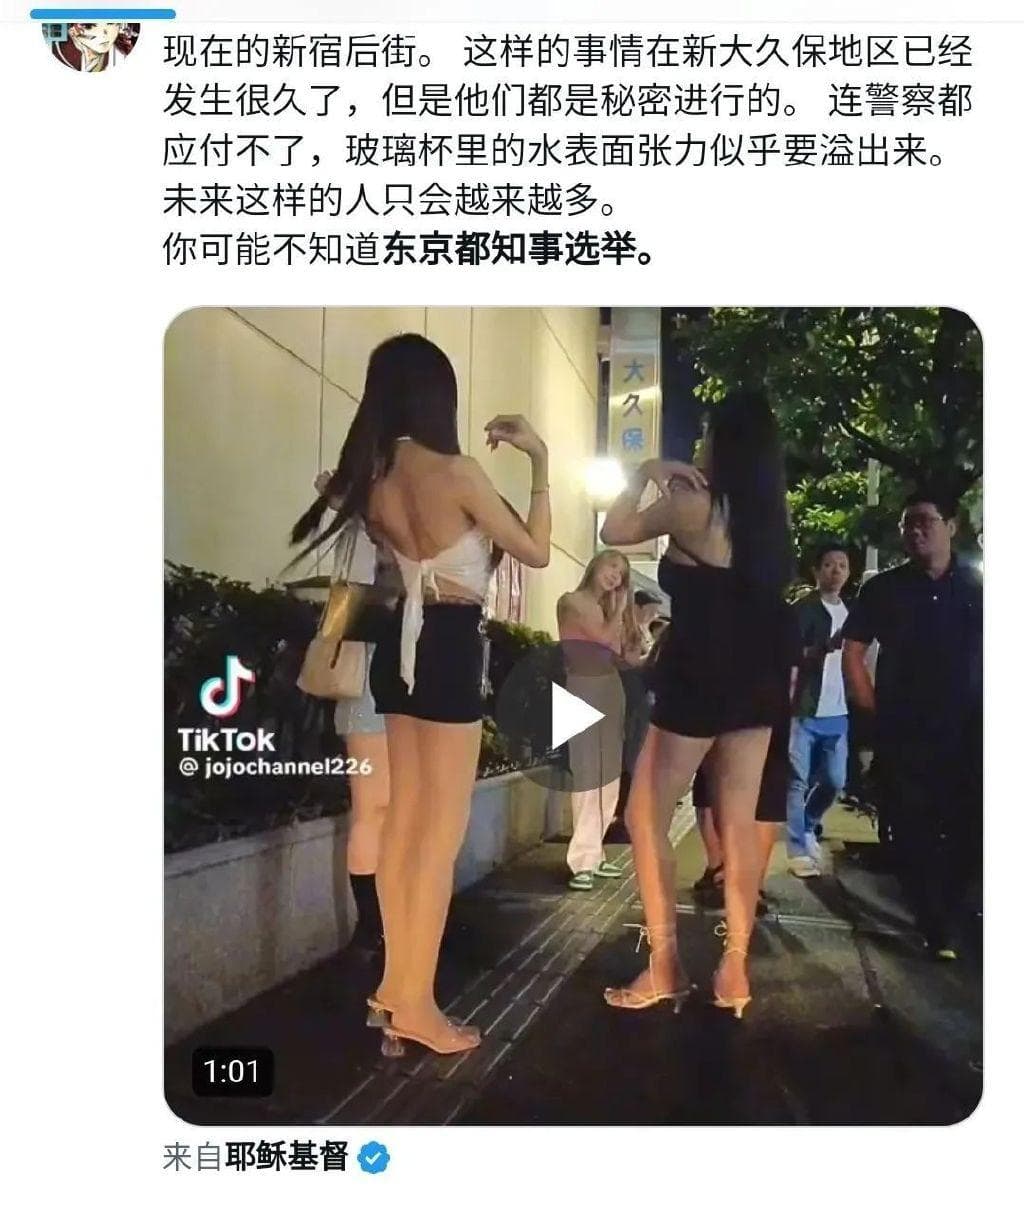 现在的新宿后街。 这样的事情在新大久保地区已经
发生很久了，但是他们都是秘密进行的。 连警察都
应付不了，玻璃杯里的水表面张力似乎要溢出来。
未来这样的人只会越来越多。
你可能不知道东京都知事选举。
大久保
TikTok
@ jojochannel226
1:01
来自耶稣基督